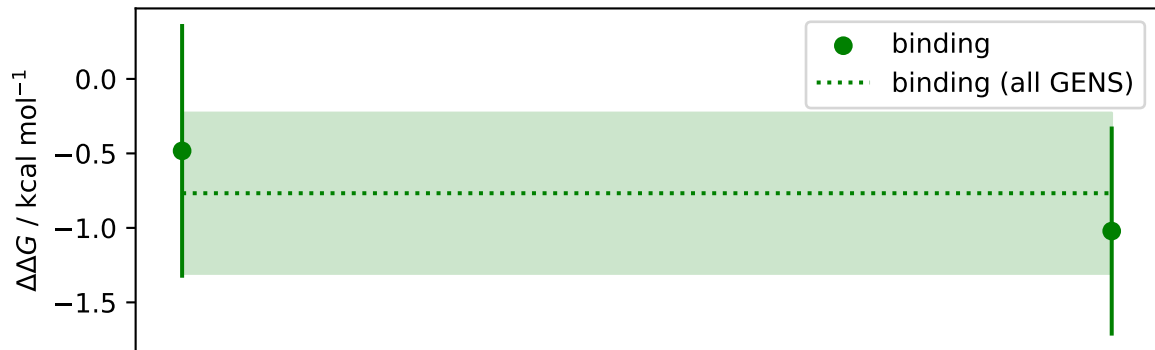 ΔΔG / kcal mol⁻¹
0.0
−0.5
−1.0
−1.5
binding
binding (all GENS)